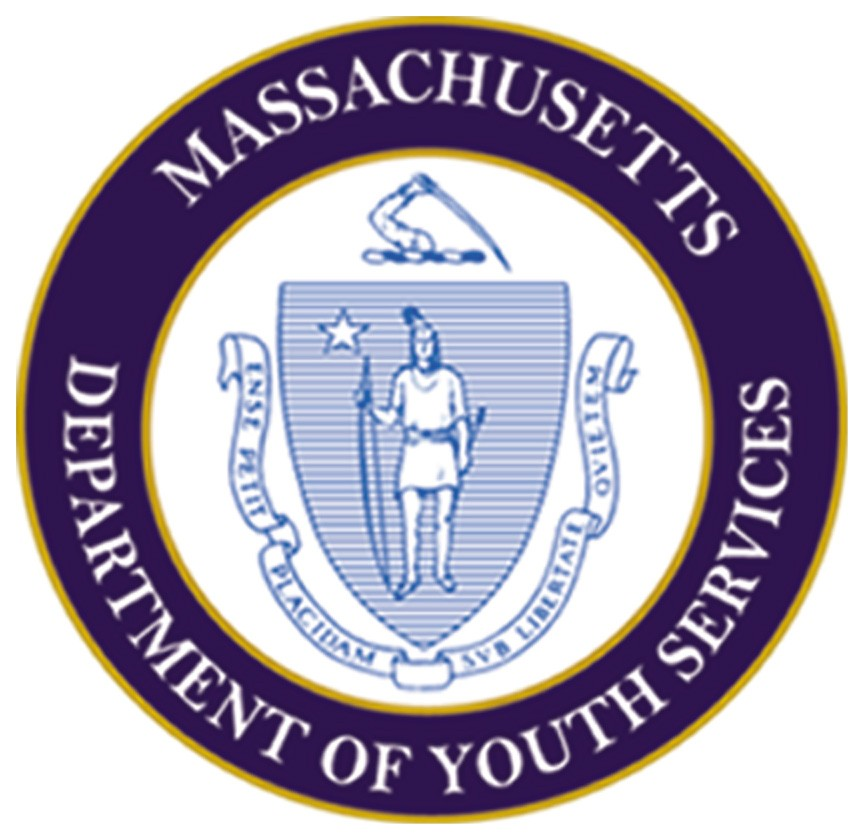 MASSACHUSETTS
DEPARTMENT OF YOUTH SERVICES
ENSE PETIT
PLACIDAM
SVB LIBERTATE
QVIETEM